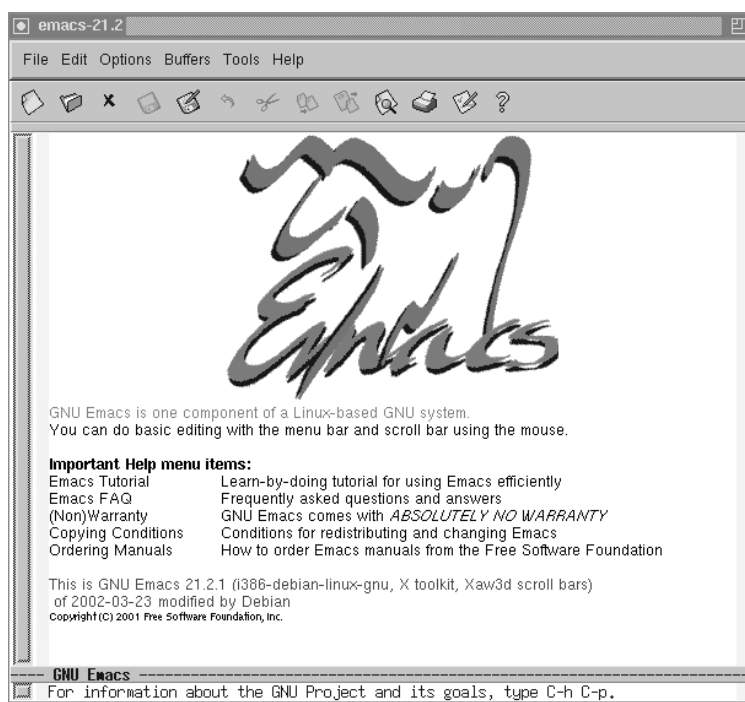 emacs-21.2
File Edit Options Buffers Tools Help
Emacs
GNU Emacs is one component of a Linux-based GNU system.
You can do basic editing with the menu bar and scroll bar using the mouse.
Important Help menu items:
Emacs Tutorial Learn-by-doing tutorial for using Emacs efficiently
Emacs FAQ Frequently asked questions and answers
(Non)Warranty GNU Emacs comes with ABSOLUTELY NO WARRANTY
Copying Conditions Conditions for redistributing and changing Emacs
Ordering Manuals How to order Emacs manuals from the Free Software Foundation
This is GNU Emacs 21.2.1 (i386-debian-linux-gnu, X toolkit, Xaw3d scroll bars)
of 2002-03-23 modified by Debian
Copyright (C) 2001 Free Software Foundation, Inc.
---- GNU Emacs ----
For information about the GNU Project and its goals, type C-h C-p.